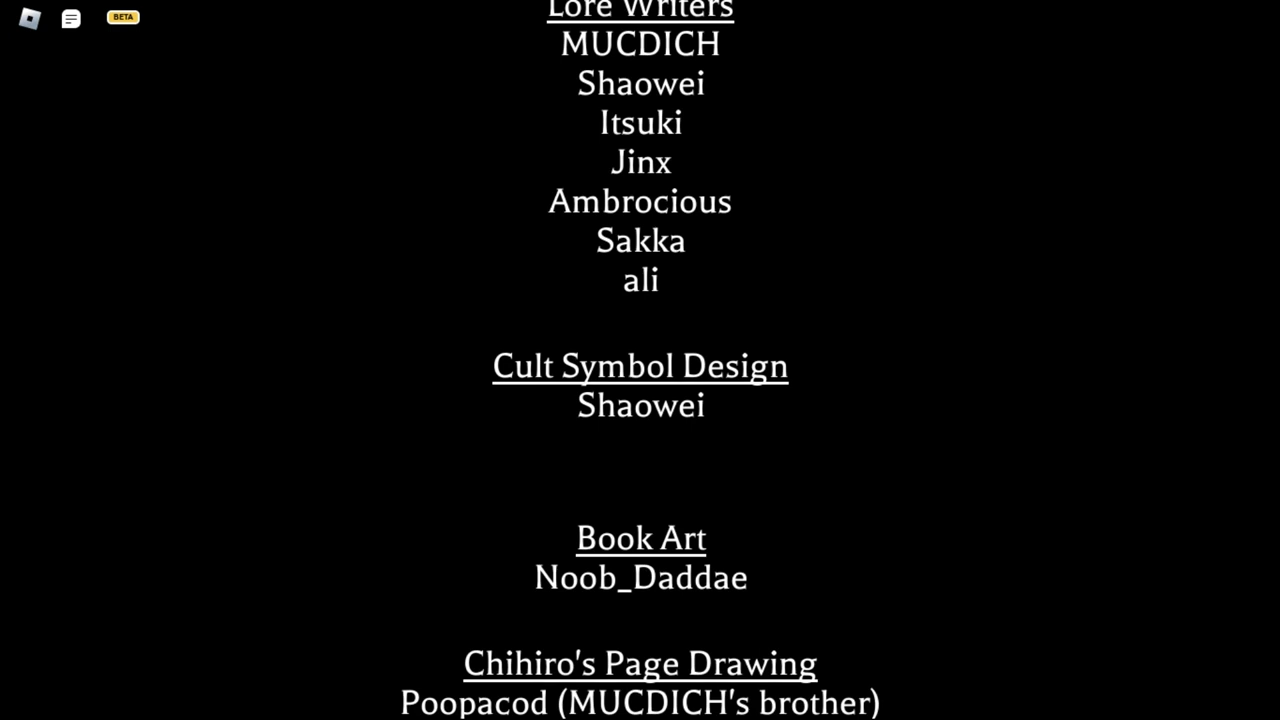 BETA
Lore Writers
MUCDICH
Shaowei
Itsuki
Jinx
Ambrocious
Sakka
ali
Cult Symbol Design
Shaowei
Book Art
Noob_Daddae
Chihiro's Page Drawing
Poopacod (MUCDICH's brother)